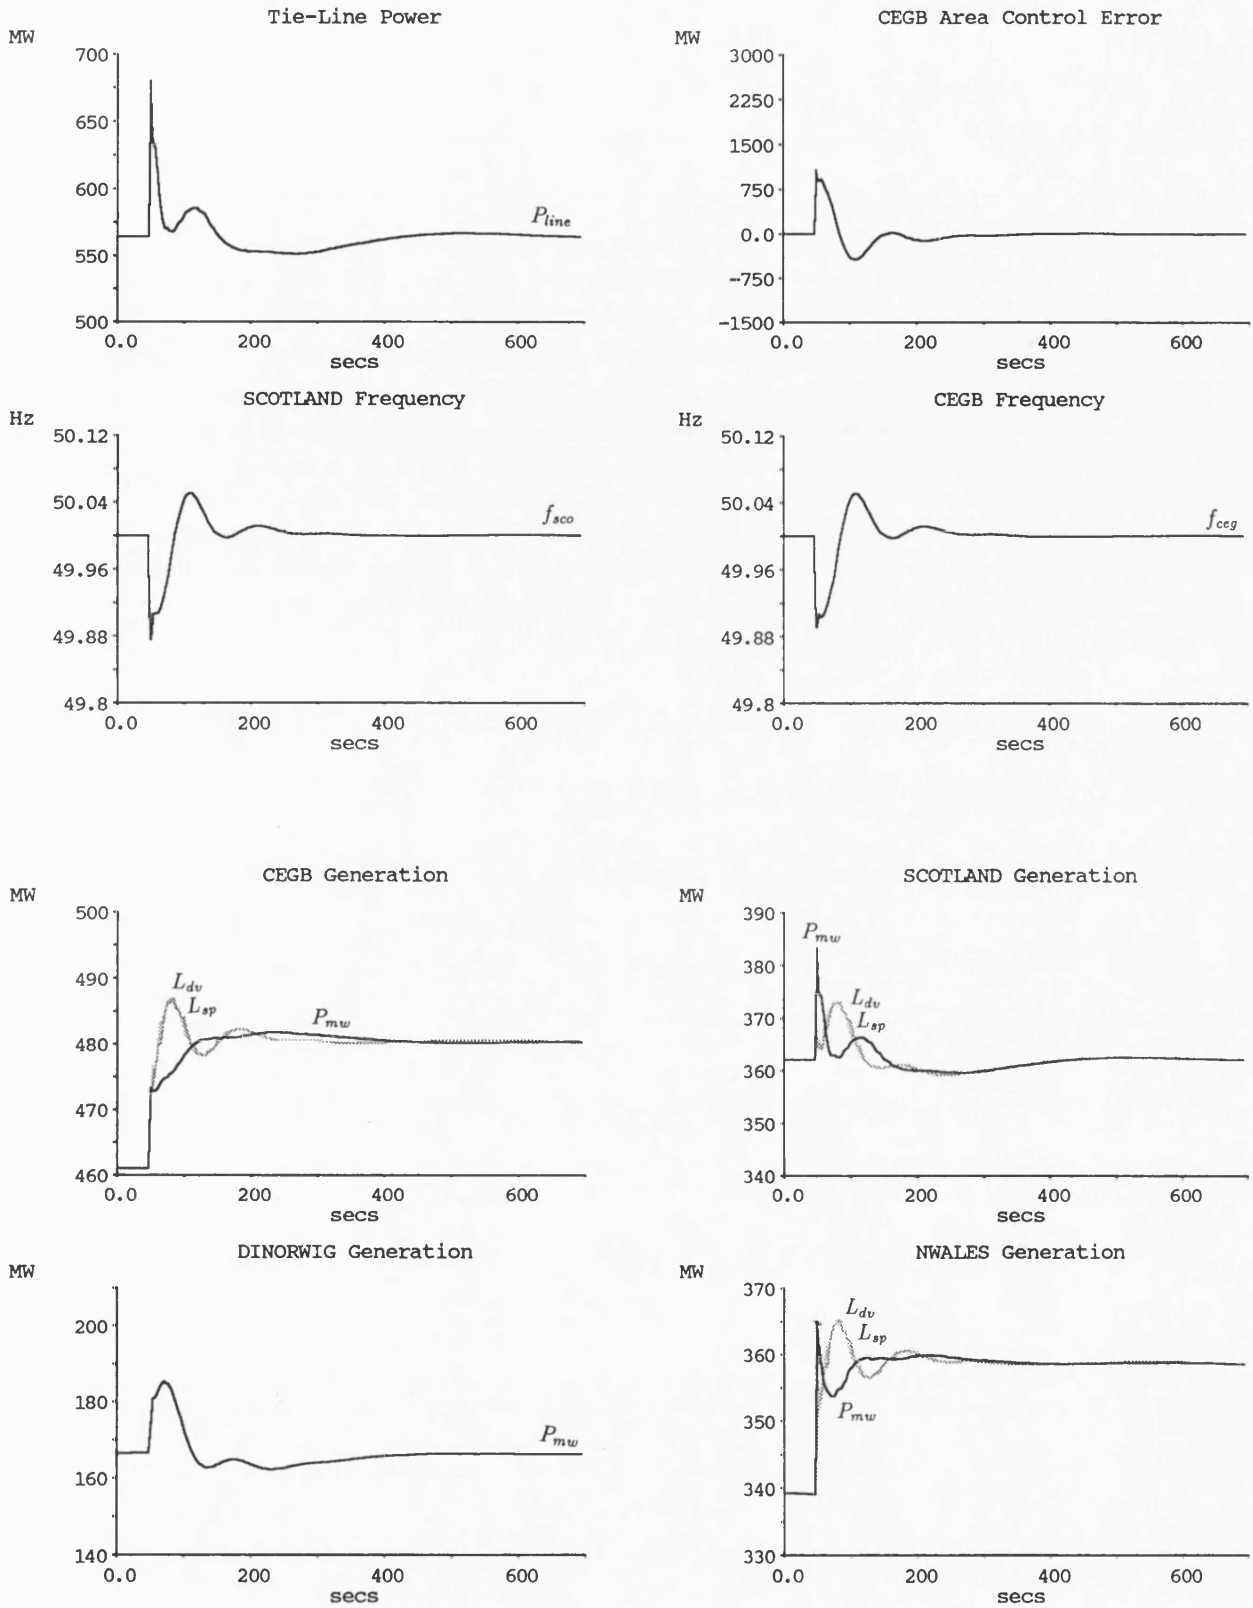 Tie-Line Power
MW
700
650
600
550
500
P_line
0.0 200 400 600
secs
CEGB Area Control Error
MW
3000
2250
1500
750
0.0
-750
-1500
0.0 200 400 600
secs
SCOTLAND Frequency
Hz
50.12
50.04
49.96
49.88
49.8
f_sco
0.0 200 400 600
secs
CEGB Frequency
Hz
50.12
50.04
49.96
49.88
49.8
f_ceg
0.0 200 400 600
secs
CEGB Generation
MW
500
490
480
470
460
L_dv
L_sp
P_mw
0.0 200 400 600
secs
SCOTLAND Generation
MW
390
380
370
360
350
340
P_mw
L_dv
L_sp
0.0 200 400 600
secs
DINORWIG Generation
MW
200
180
160
140
P_mw
0.0 200 400 600
secs
NWALES Generation
MW
370
360
350
340
330
L_dv
L_sp
P_mw
0.0 200 400 600
secs